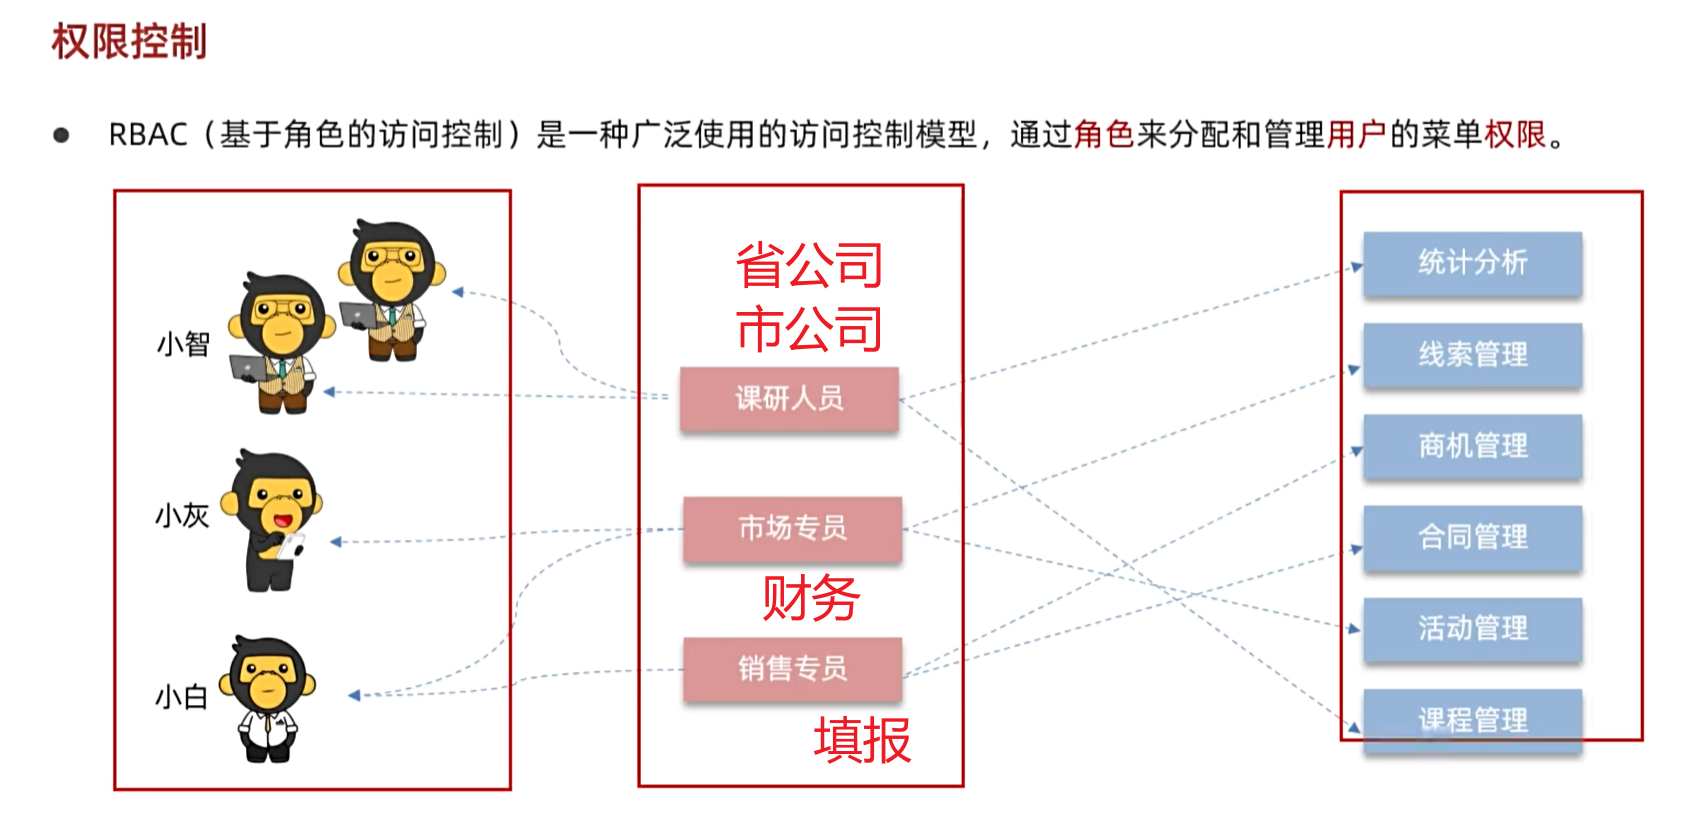 权限控制
● RBAC（基于角色的访问控制）是一种广泛使用的访问控制模型，通过角色来分配和管理用户的菜单权限。
小智
小灰
小白
省公司
市公司
课研人员
市场专员
财务
销售专员
填报
统计分析
线索管理
商机管理
合同管理
活动管理
课程管理